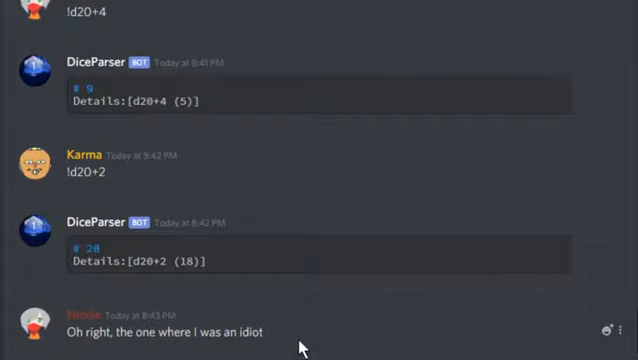 !d20+4
DiceParser BOT Today at 8:41 PM
# 9
Details:[d20+4 (5)]
Karma Today at 9:42 PM
!d20+2
DiceParser BOT Today at 8:42 PM
# 20
Details:[d20+2 (18)]
Nicole Today at 8:43 PM
Oh right, the one where I was an idiot